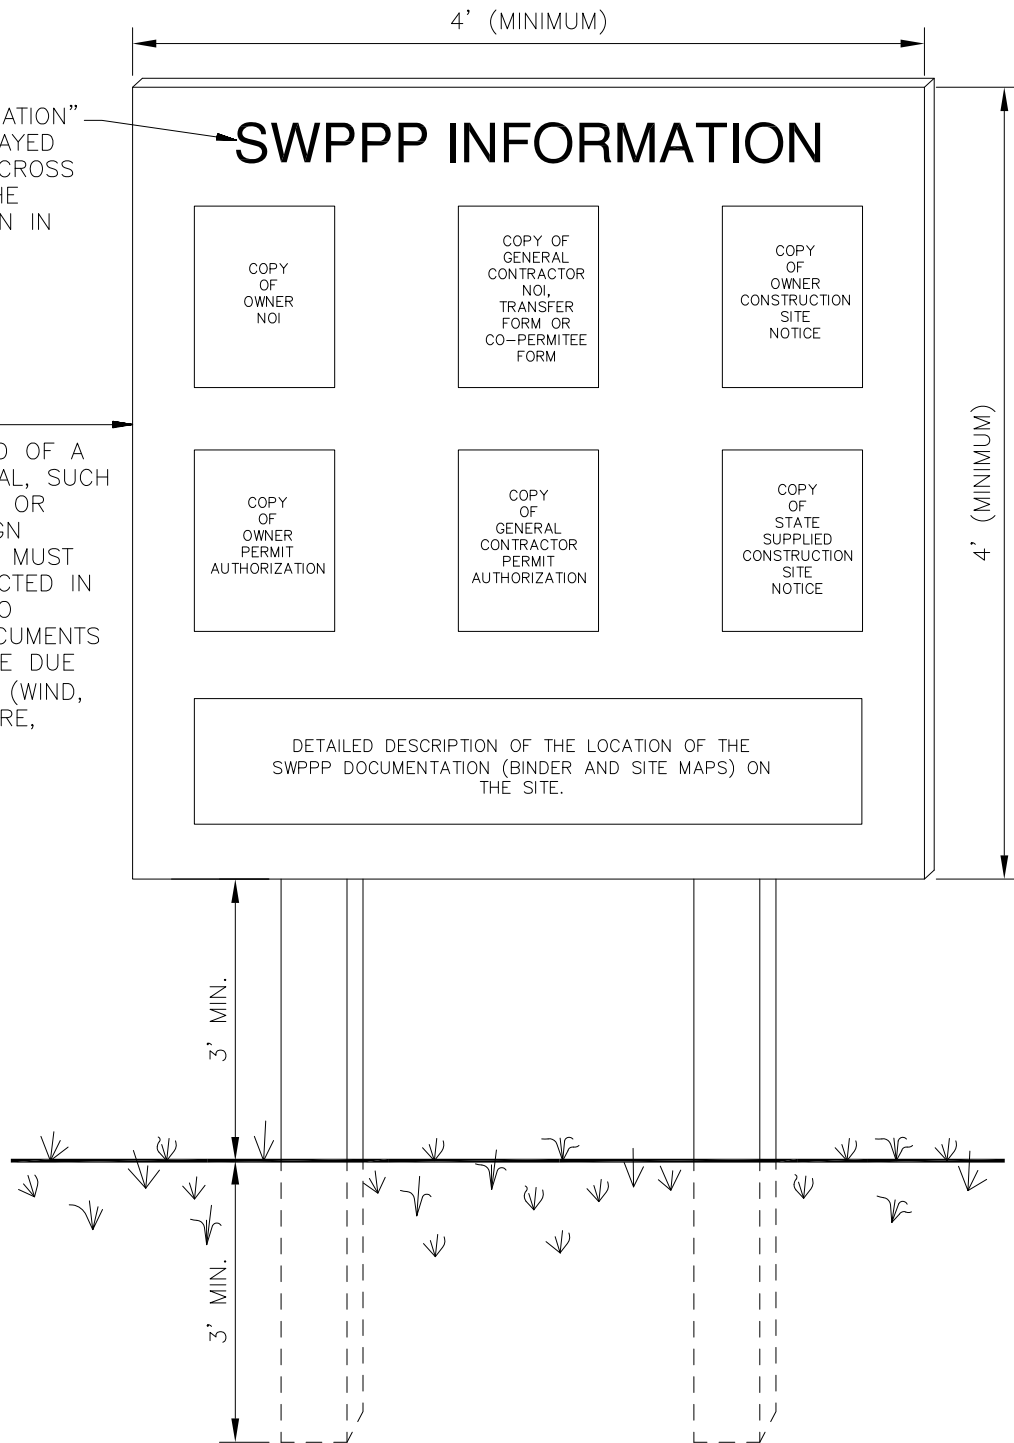 4' (MINIMUM)
ATION"
AYED
CROSS
HE
N IN
SWPPP INFORMATION
COPY
OF
OWNER
NOI
COPY OF
GENERAL
CONTRACTOR
NOI,
TRANSFER
FORM OR
CO-PERMITEE
FORM
COPY
OF
OWNER
CONSTRUCTION
SITE
NOTICE
D OF A
AL, SUCH
OR
GN
MUST
CTED IN
O
CUMENTS
E DUE
(WIND,
RE,
COPY
OF
OWNER
PERMIT
AUTHORIZATION
COPY
OF
GENERAL
CONTRACTOR
PERMIT
AUTHORIZATION
COPY
OF
STATE
SUPPLIED
CONSTRUCTION
SITE
NOTICE
4' (MINIMUM)
DETAILED DESCRIPTION OF THE LOCATION OF THE
SWPPP DOCUMENTATION (BINDER AND SITE MAPS) ON
THE SITE.
3' MIN.
3' MIN.